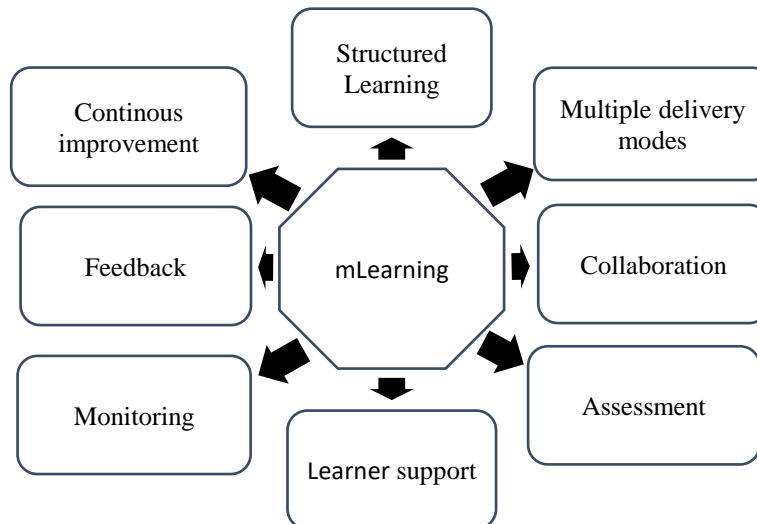 Structured
Learning
Continous
improvement
Multiple delivery
modes
Feedback
mLearning
Collaboration
Monitoring
Assessment
Learner support